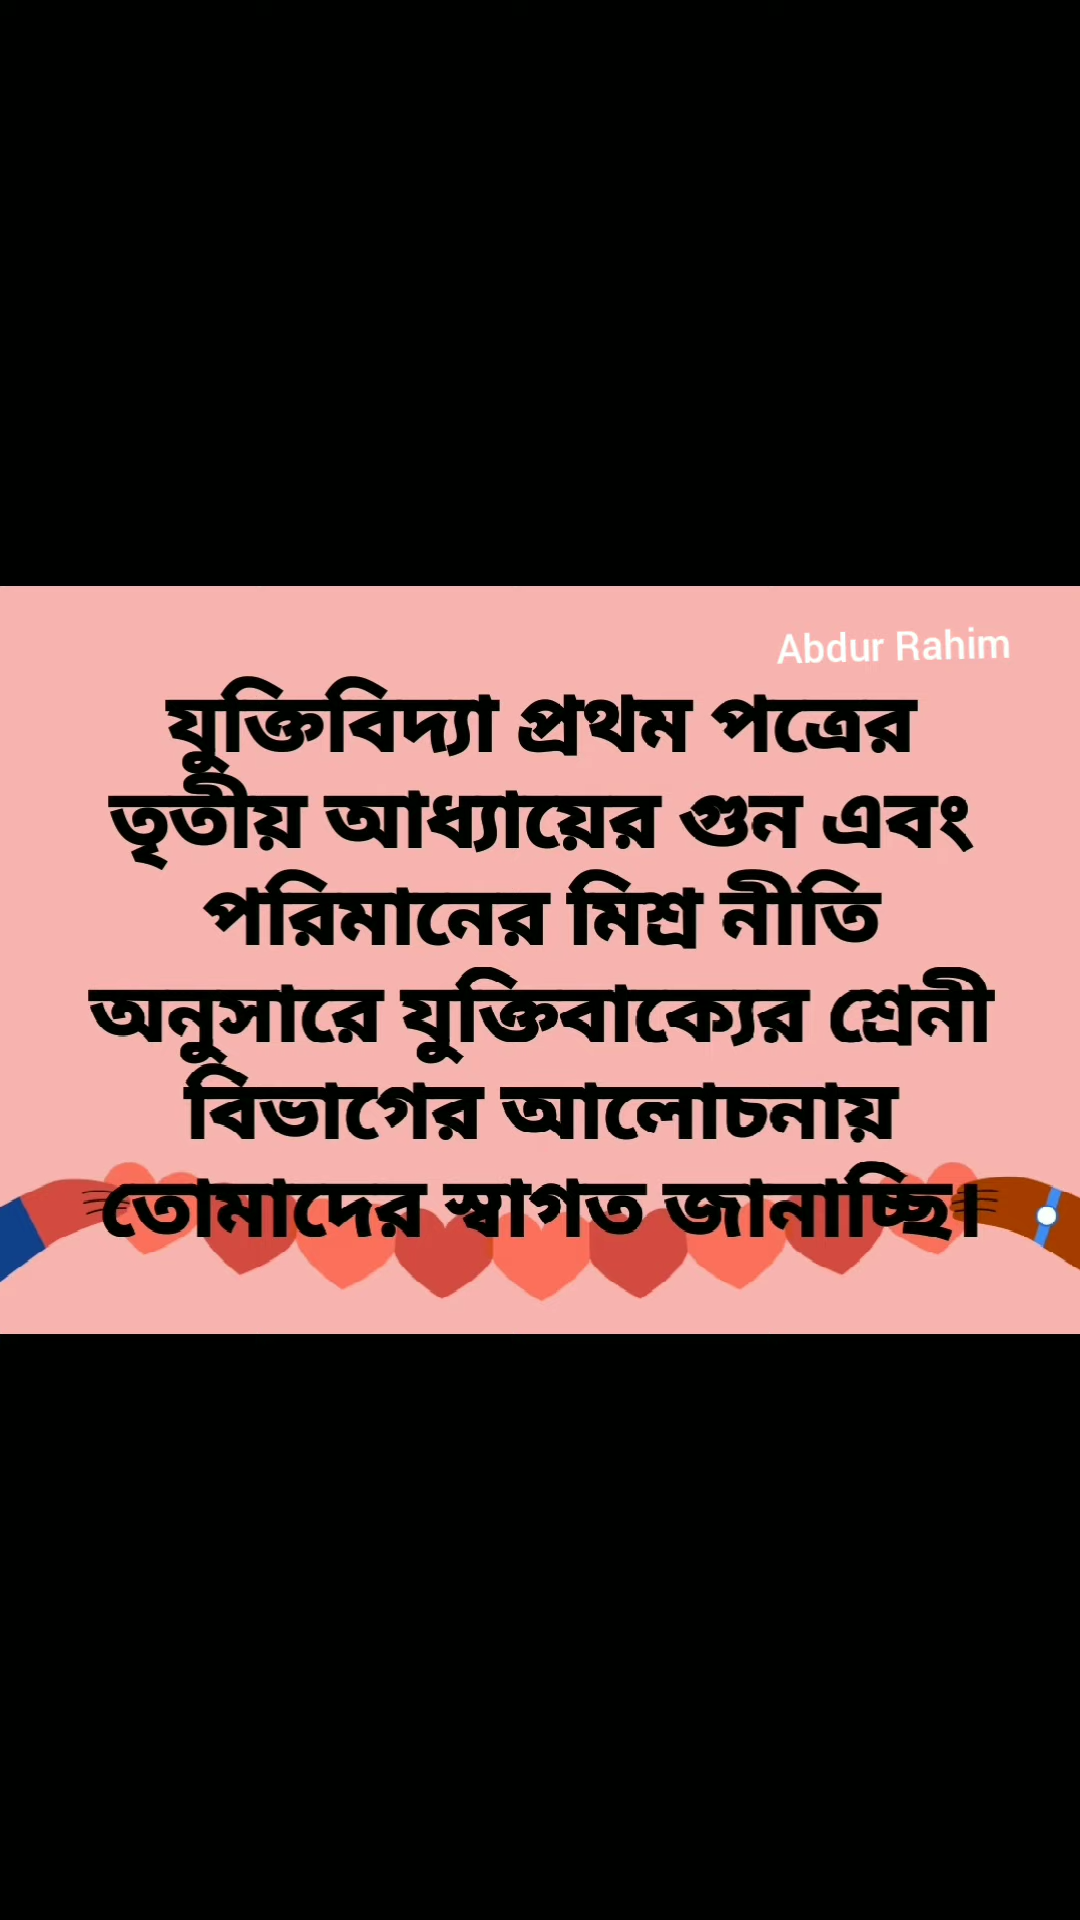 Abdur Rahim
যুক্তিবিদ্যা প্রথম পত্রের
তৃতীয় আধ্যায়ের গুন এবং
পরিমানের মিশ্র নীতি
অনুসারে যুক্তিবাক্যের শ্রেনী
বিভাগের আলোচনায়
তোমাদের স্বাগত জানাচ্ছি।